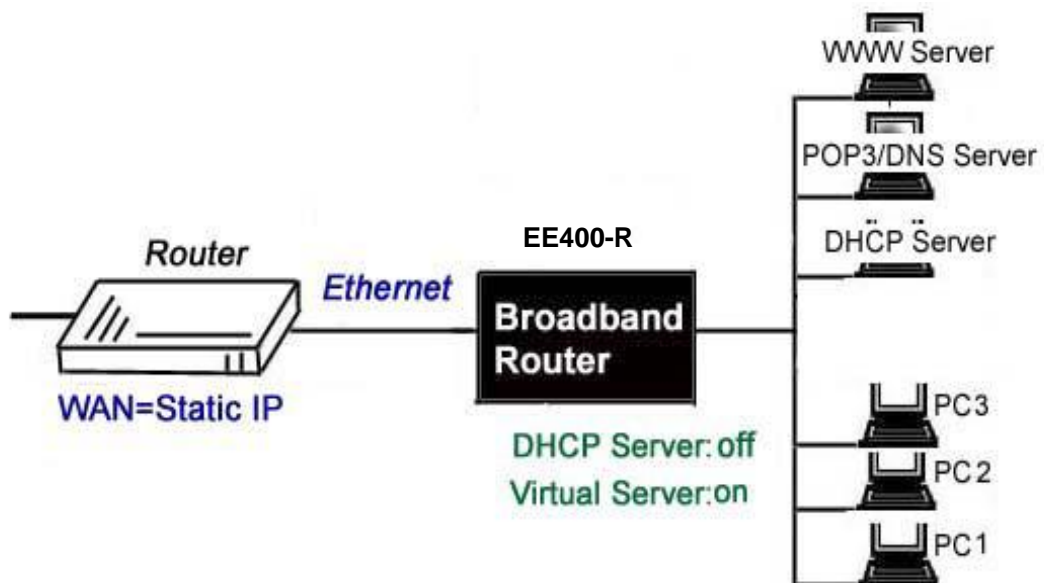 WWW Server
POP3/DNS Server
DHCP Server
EE400-R
Router
Ethernet
Broadband
Router
WAN=Static IP
DHCP Server:off
Virtual Server:on
PC3
PC2
PC1